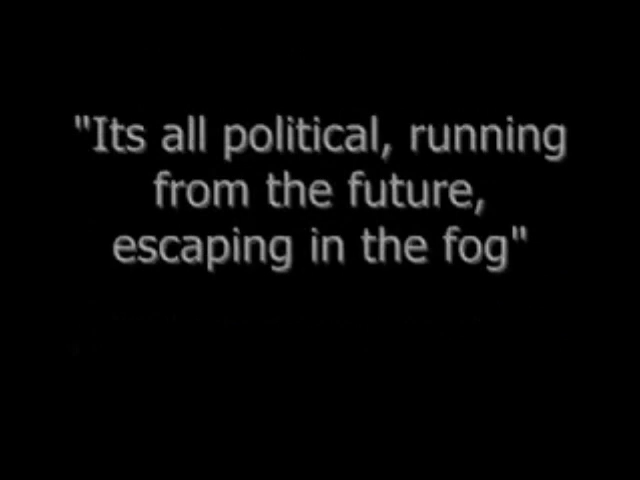 "Its all political, running
from the future,
escaping in the fog"